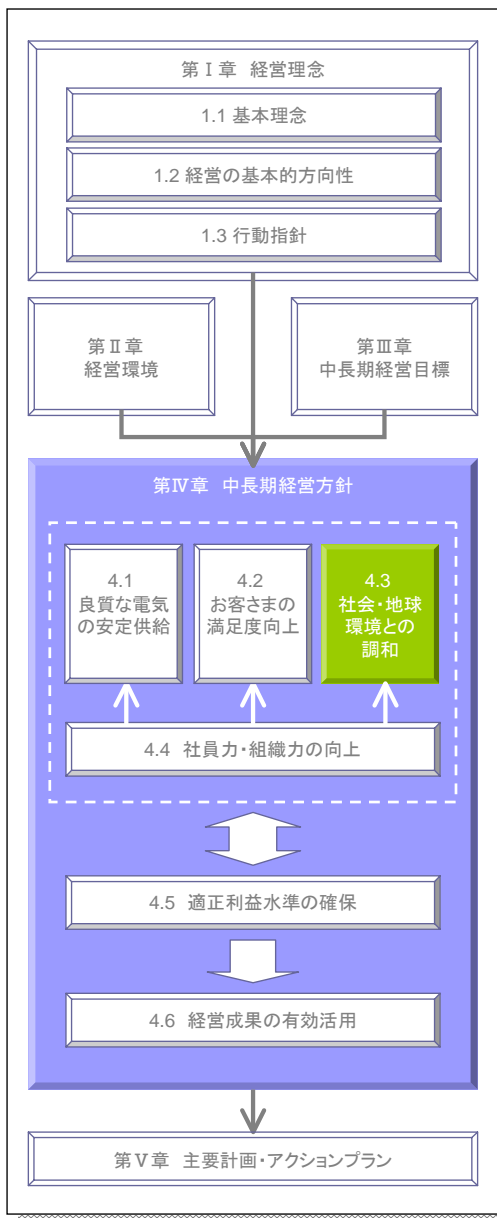 第Ⅰ章 経営理念
1.1 基本理念
1.2 経営の基本的方向性
1.3 行動指針
第Ⅱ章
経営環境
第Ⅲ章
中長期経営目標
第Ⅳ章 中長期経営方針
4.1
良質な電気
の安定供給
4.2
お客さまの
満足度向上
4.3
社会・地球
環境との
調和
4.4 社員力・組織力の向上
4.5 適正利益水準の確保
4.6 経営成果の有効活用
第Ⅴ章 主要計画・アクションプラン